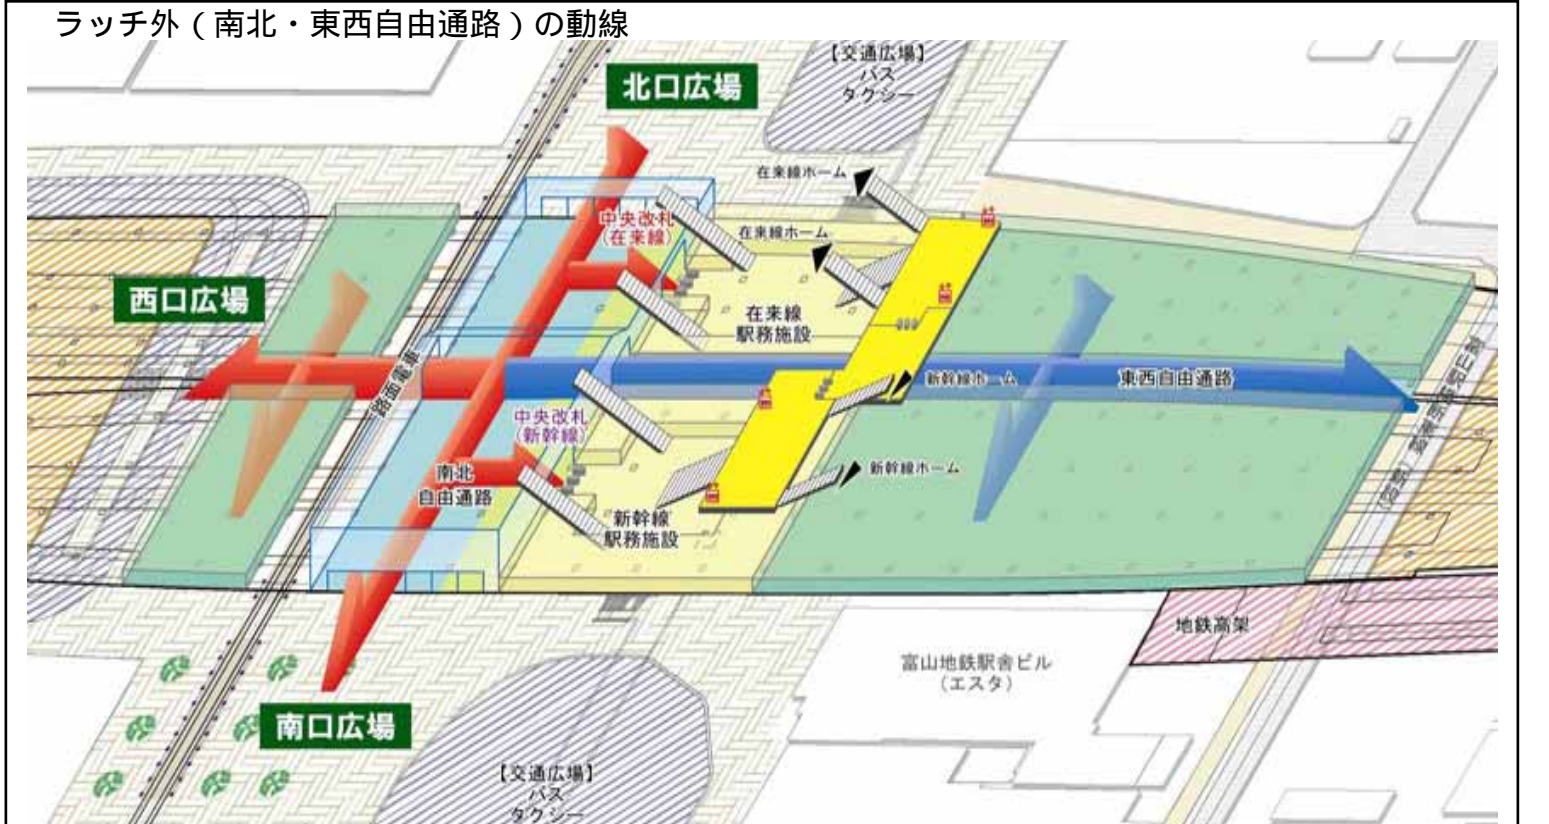 ラッチ外（南北・東西自由通路）の動線
【交通広場】
バス
タクシー
北口広場
在来線ホーム
中央改札
(在来線)
在来線ホーム
西口広場
在来線
駅務施設
路面電車
新幹線ホーム
東西自由通路
中央改札
(新幹線)
南北
自由通路
新幹線ホーム
新幹線
駅務施設
地鉄高架
富山地鉄駅舎ビル
(エスタ)
南口広場
【交通広場】
バス
タクシー